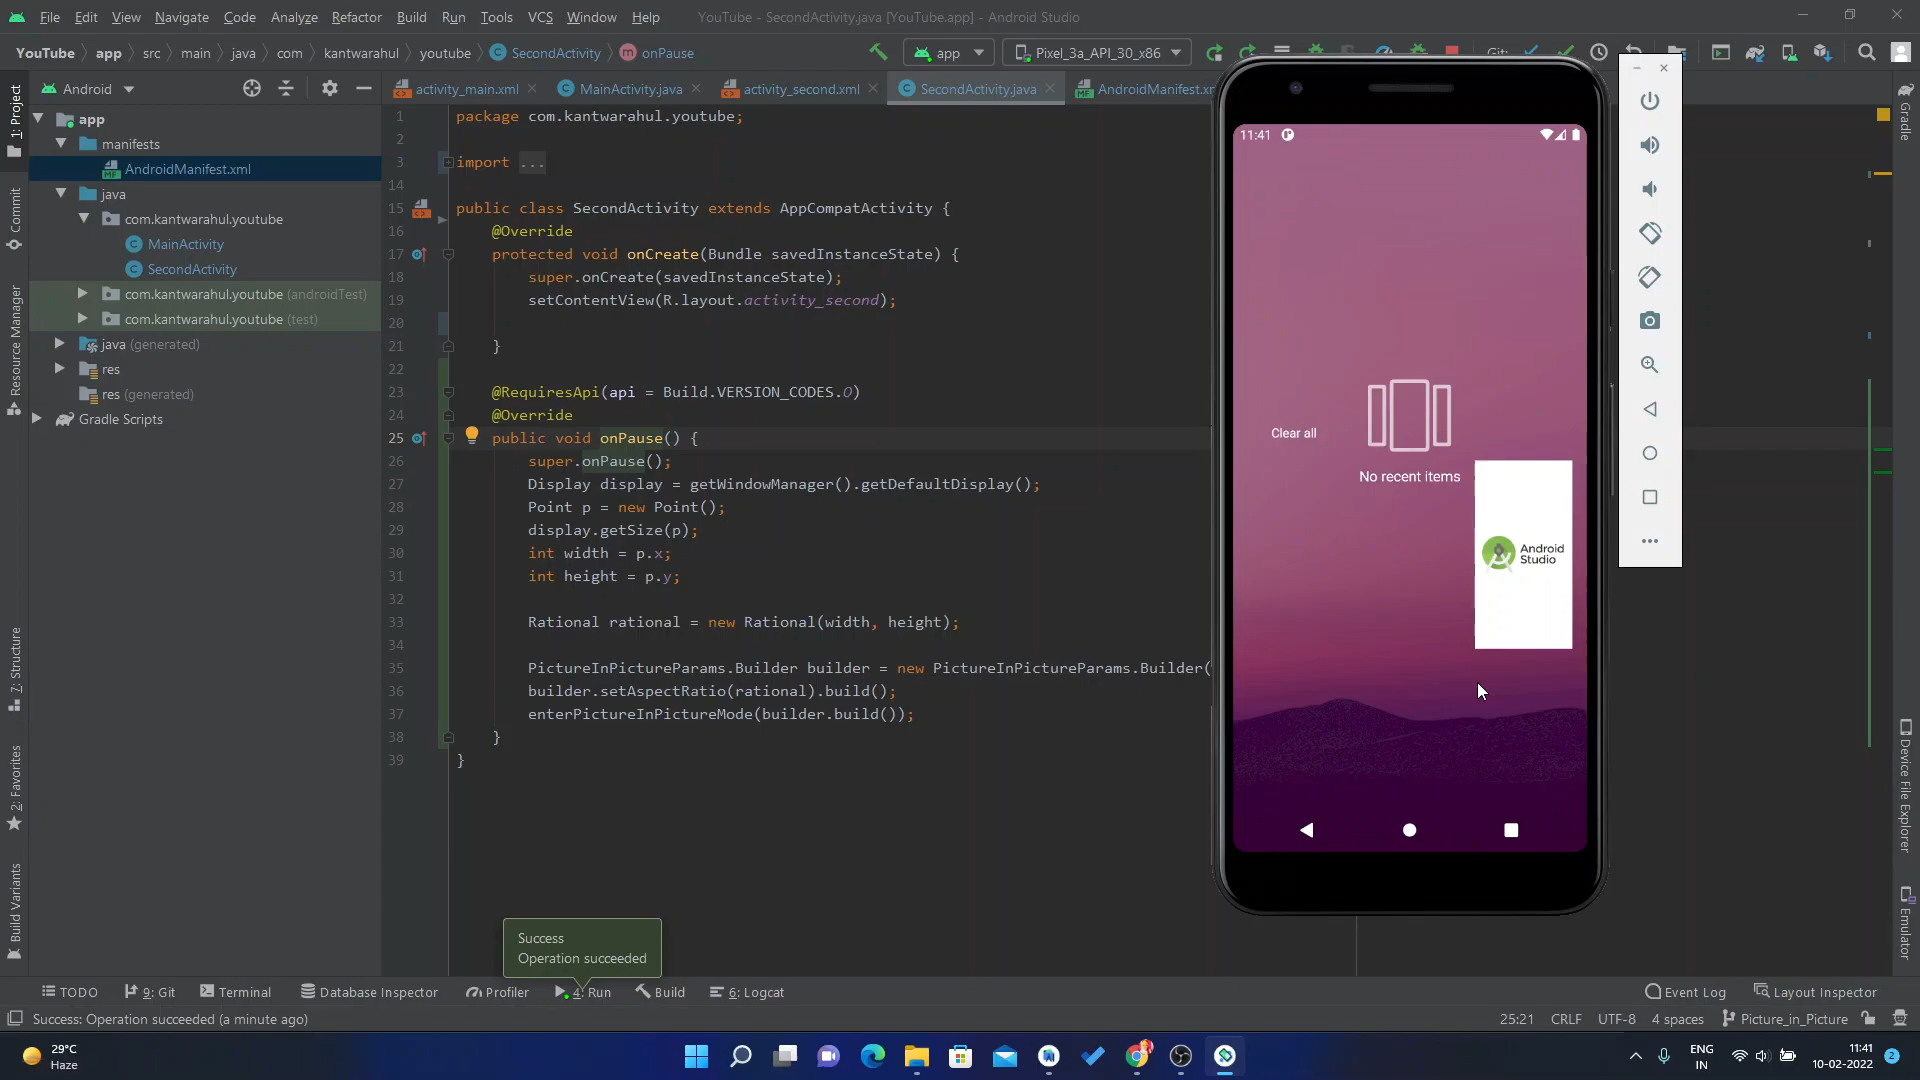 File Edit View Navigate Code Analyze Refactor Build Run Tools VCS Window Help YouTube - SecondActivity.java [YouTube.app] - Android Studio
YouTube app src main java com kantwarahul youtube SecondActivity onPause app Pixel_3a_API_30_x86 Git:
Android
activity_main.xml MainActivity.java activity_second.xml SecondActivity.java AndroidManifest.xm
app
manifests
AndroidManifest.xml
java
com.kantwarahul.youtube
MainActivity
SecondActivity
com.kantwarahul.youtube (androidTest)
com.kantwarahul.youtube (test)
java (generated)
res
res (generated)
Gradle Scripts
1: Project
Commit
Resource Manager
7: Structure
2: Favorites
Build Variants
1 package com.kantwarahul.youtube;
2
3 import ...
14
15 public class SecondActivity extends AppCompatActivity {
16 @Override
17 protected void onCreate(Bundle savedInstanceState) {
18 super.onCreate(savedInstanceState);
19 setContentView(R.layout.activity_second);
20
21 }
22
23 @RequiresApi(api = Build.VERSION_CODES.O)
24 @Override
25 public void onPause() {
26 super.onPause();
27 Display display = getWindowManager().getDefaultDisplay();
28 Point p = new Point();
29 display.getSize(p);
30 int width = p.x;
31 int height = p.y;
32
33 Rational rational = new Rational(width, height);
34
35 PictureInPictureParams.Builder builder = new PictureInPictureParams.Builder(
36 builder.setAspectRatio(rational).build();
37 enterPictureInPictureMode(builder.build());
38 }
39 }
11:41
Clear all
No recent items
Android
Studio
Gradle
Device File Explorer
Emulator
Success
Operation succeeded
TODO 9: Git Terminal Database Inspector Profiler 4: Run Build 6: Logcat Event Log Layout Inspector
Success: Operation succeeded (a minute ago) 25:21 CRLF UTF-8 4 spaces Picture_in_Picture
29°C
Haze
ENG
IN
11:41
10-02-2022
2